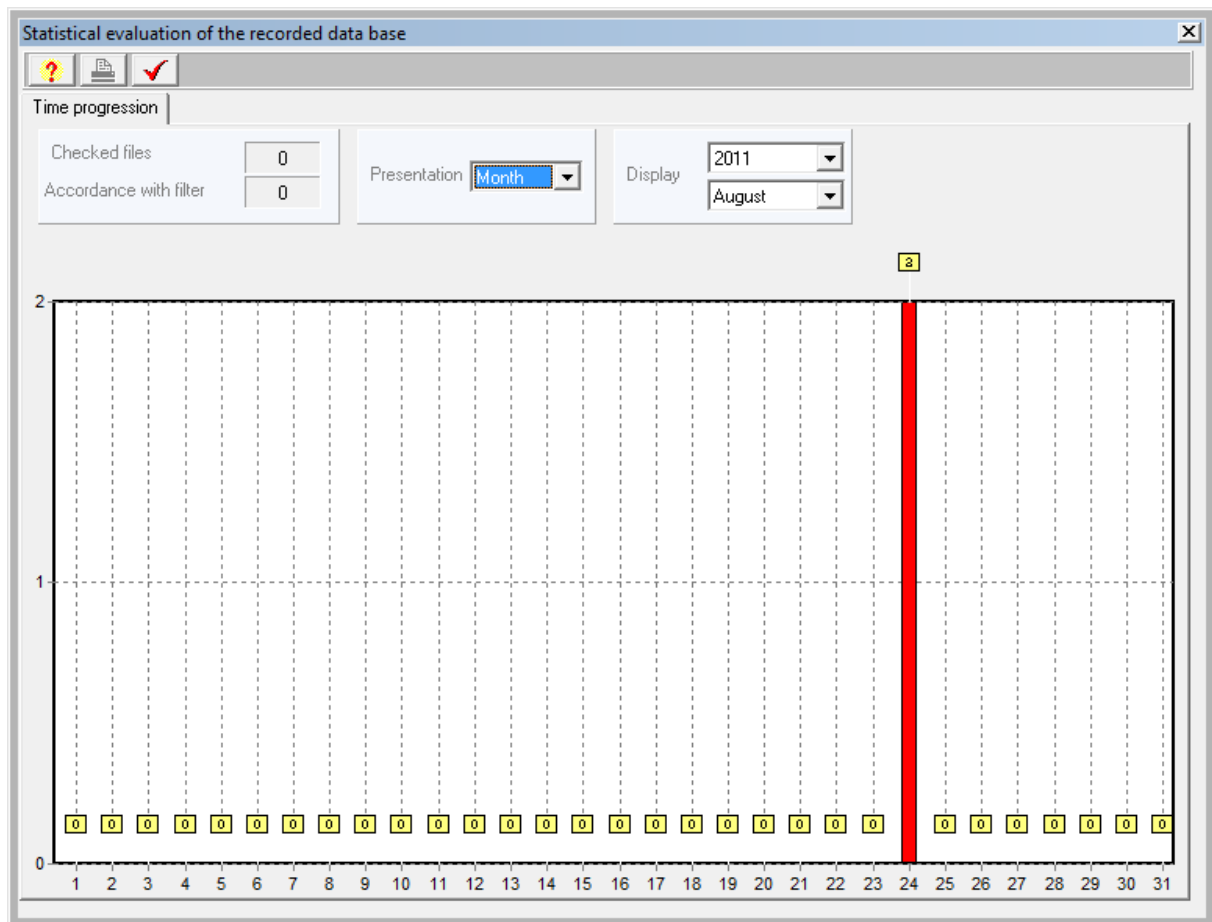 Statistical evaluation of the recorded data base
?
Time progression
Checked files 0
Accordance with filter 0
Presentation Month
Display 2011
August
2
1
0 0 0 0 0 0 0 0 0 0 0 0 0 0 0 0 0 0 0 0 0 0 0 0 0 0 0 0 0 0
0
1 2 3 4 5 6 7 8 9 10 11 12 13 14 15 16 17 18 19 20 21 22 23 24 25 26 27 28 29 30 31